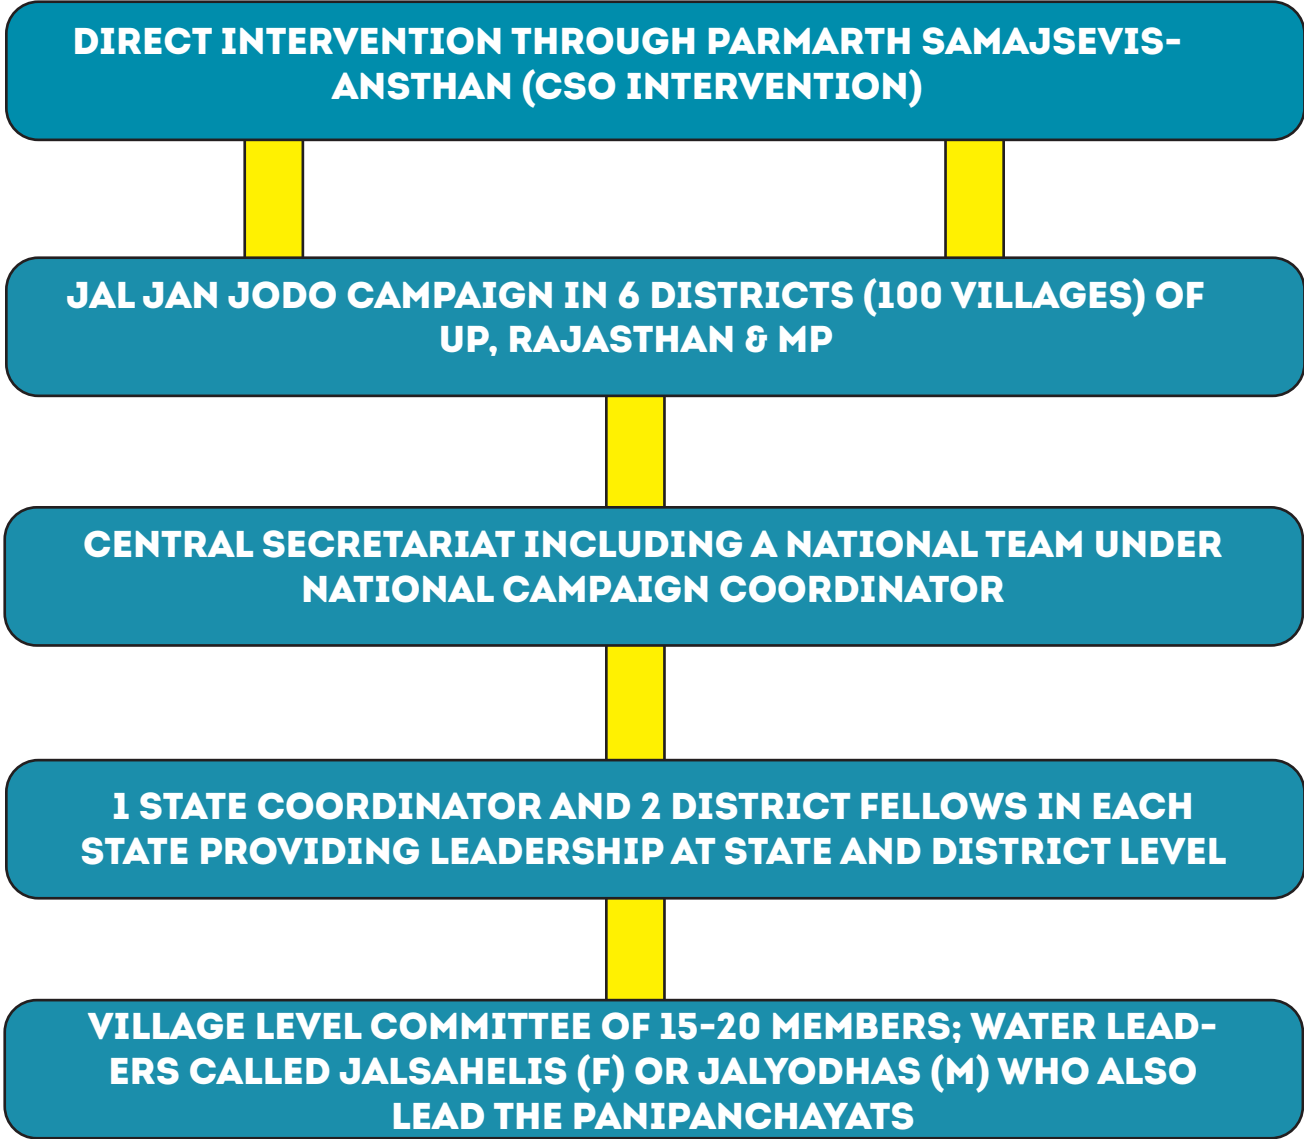 DIRECT INTERVENTION THROUGH PARMARTH SAMAJSEVIS-
ANSTHAN (CSO INTERVENTION)
JAL JAN JODO CAMPAIGN IN 6 DISTRICTS (100 VILLAGES) OF
UP, RAJASTHAN & MP
CENTRAL SECRETARIAT INCLUDING A NATIONAL TEAM UNDER
NATIONAL CAMPAIGN COORDINATOR
1 STATE COORDINATOR AND 2 DISTRICT FELLOWS IN EACH
STATE PROVIDING LEADERSHIP AT STATE AND DISTRICT LEVEL
VILLAGE LEVEL COMMITTEE OF 15-20 MEMBERS; WATER LEAD-
ERS CALLED JALSAHELIS (F) OR JALYODHAS (M) WHO ALSO
LEAD THE PANIPANCHAYATS